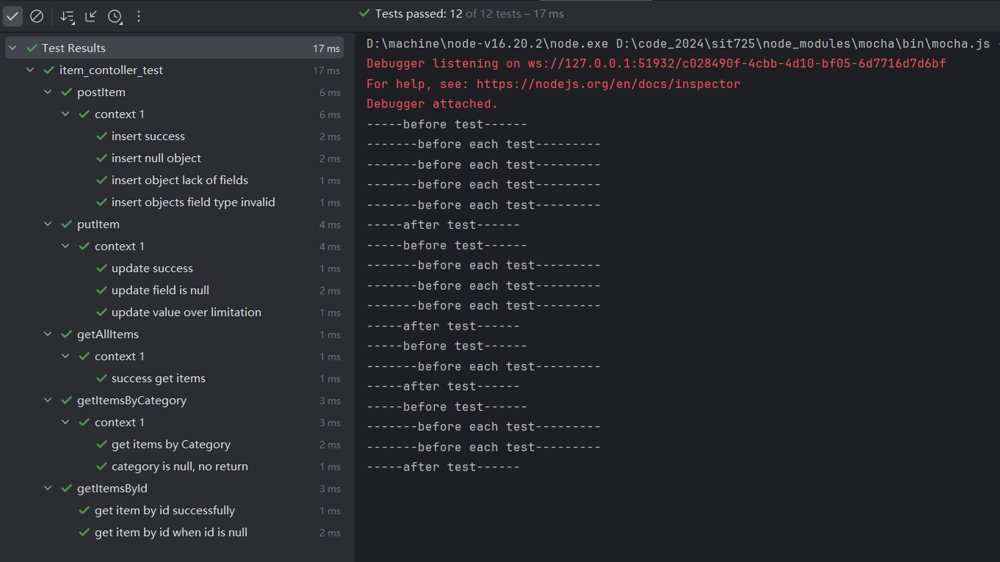 Tests passed: 12 of 12 tests – 17 ms
Test Results 17 ms
item_contoller_test 17 ms
postItem 6 ms
context 1 6 ms
insert success 2 ms
insert null object 2 ms
insert object lack of fields 1 ms
insert objects field type invalid 1 ms
putItem 4 ms
context 1 4 ms
update success 1 ms
update field is null 2 ms
update value over limitation 1 ms
getAllItems 1 ms
context 1 1 ms
success get items 1 ms
getItemsByCategory 3 ms
context 1 3 ms
get items by Category 2 ms
category is null, no return 1 ms
getItemsById 3 ms
get item by id successfully 1 ms
get item by id when id is null 2 ms
D:\machine\node-v16.20.2\node.exe D:\code_2024\sit725\node_modules\mocha\bin\mocha.js
Debugger listening on ws://127.0.0.1:51932/c028490f-4cbb-4d10-bf05-6d7716d7d6bf
For help, see: https://nodejs.org/en/docs/inspector
Debugger attached.
-----before test------
-------before each test---------
-------before each test---------
-------before each test---------
-------before each test---------
-----after test------
-----before test------
-------before each test---------
-------before each test---------
-------before each test---------
-----after test------
-----before test------
-------before each test---------
-----after test------
-----before test------
-------before each test---------
-------before each test---------
-----after test------